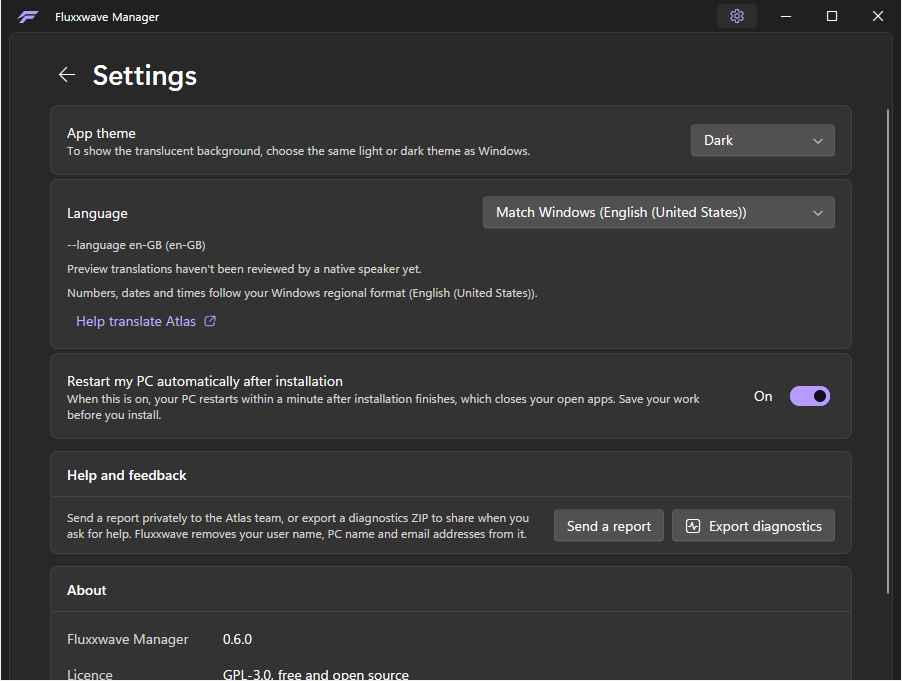 Fluxxwave Manager
Settings
App theme
To show the translucent background, choose the same light or dark theme as Windows.
Dark
Language
Match Windows (English (United States))
--language en-GB (en-GB)
Preview translations haven't been reviewed by a native speaker yet.
Numbers, dates and times follow your Windows regional format (English (United States)).
Help translate Atlas
Restart my PC automatically after installation
When this is on, your PC restarts within a minute after installation finishes, which closes your open apps. Save your work
before you install.
On
Help and feedback
Send a report privately to the Atlas team, or export a diagnostics ZIP to share when you
ask for help. Fluxxwave removes your user name, PC name and email addresses from it.
Send a report
Export diagnostics
About
Fluxxwave Manager 0.6.0
Licence GPL-3.0, free and open source